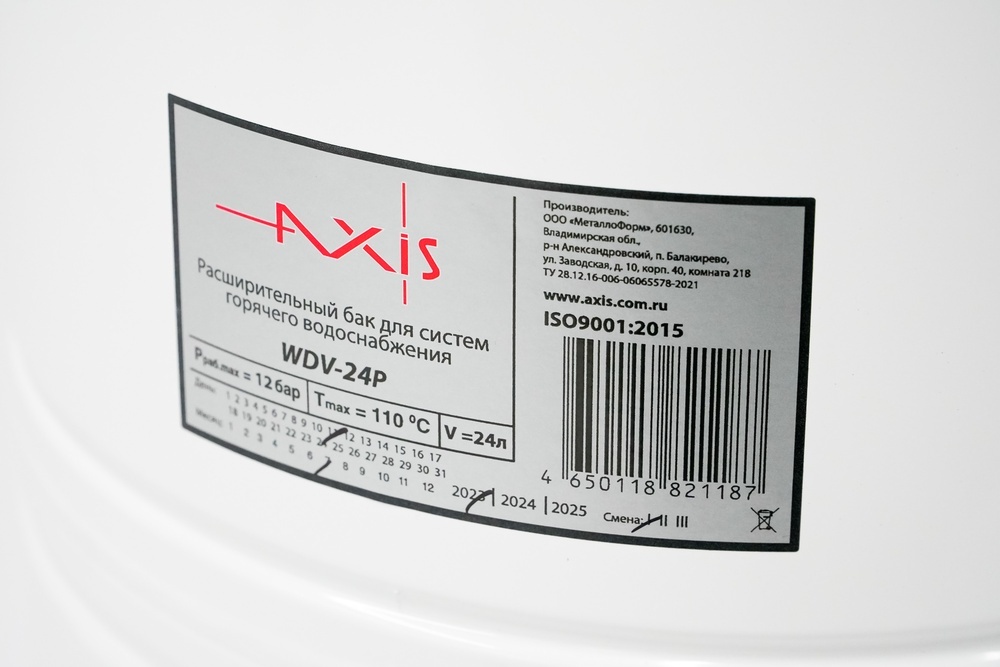 AXIS
Расширительный бак для систем
горячего водоснабжения
WDV-24P
Pраб.max = 12 бар Tmax = 110 ⁰C V =24л
День: 1 2 3 4 5 6 7 8 9 10 11 12 13 14 15 16 17
18 19 20 21 22 23 24 25 26 27 28 29 30 31
Месяц: 1 2 3 4 5 6 7 8 9 10 11 12
2023 | 2024 | 2025
Производитель:
ООО «МеталлоФорм», 601630,
Владимирская обл.,
р-н Александровский, п. Балакирево,
ул. Заводская, д. 10, корп. 40, комната 218
ТУ 28.12.16-006-06065578-2021
www.axis.com.ru
ISO9001:2015
4 650118 821187
Смена: I II III